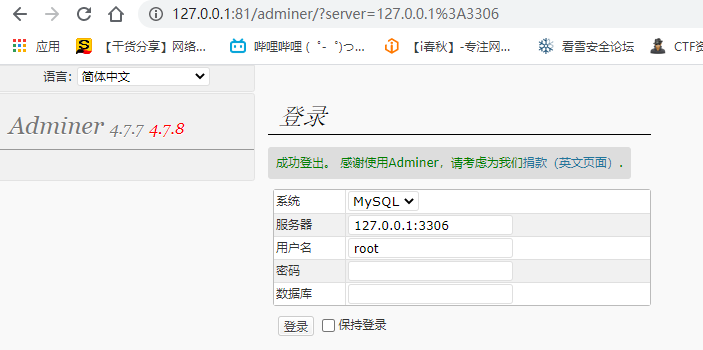 127.0.0.1:81/adminer/?server=127.0.0.1%3A3306
应用 【干货分享】网络... 哔哩哔哩 (゜-゜)つ... 【i春秋】-专注网... 看雪安全论坛 CTF资
语言: 简体中文
Adminer 4.7.7 4.7.8
登录
成功登出。 感谢使用Adminer，请考虑为我们捐款（英文页面）.
系统 MySQL
服务器 127.0.0.1:3306
用户名 root
密码
数据库
登录 保持登录